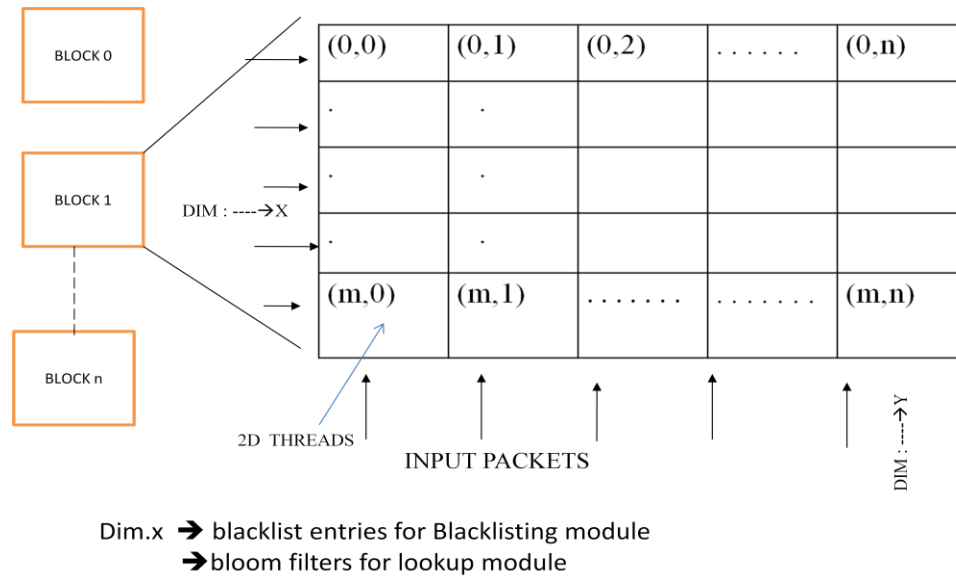 BLOCK 0
BLOCK 1
BLOCK n
(0,0) (0,1) (0,2) . . . . . . (0,n)
. .
. .
DIM : ----→X
. .
(m,0) (m,1) . . . . . . . . . . . . . . (m,n)
2D THREADS
INPUT PACKETS
DIM : ----→Y
Dim.x ➔ blacklist entries for Blacklisting module
➔bloom filters for lookup module